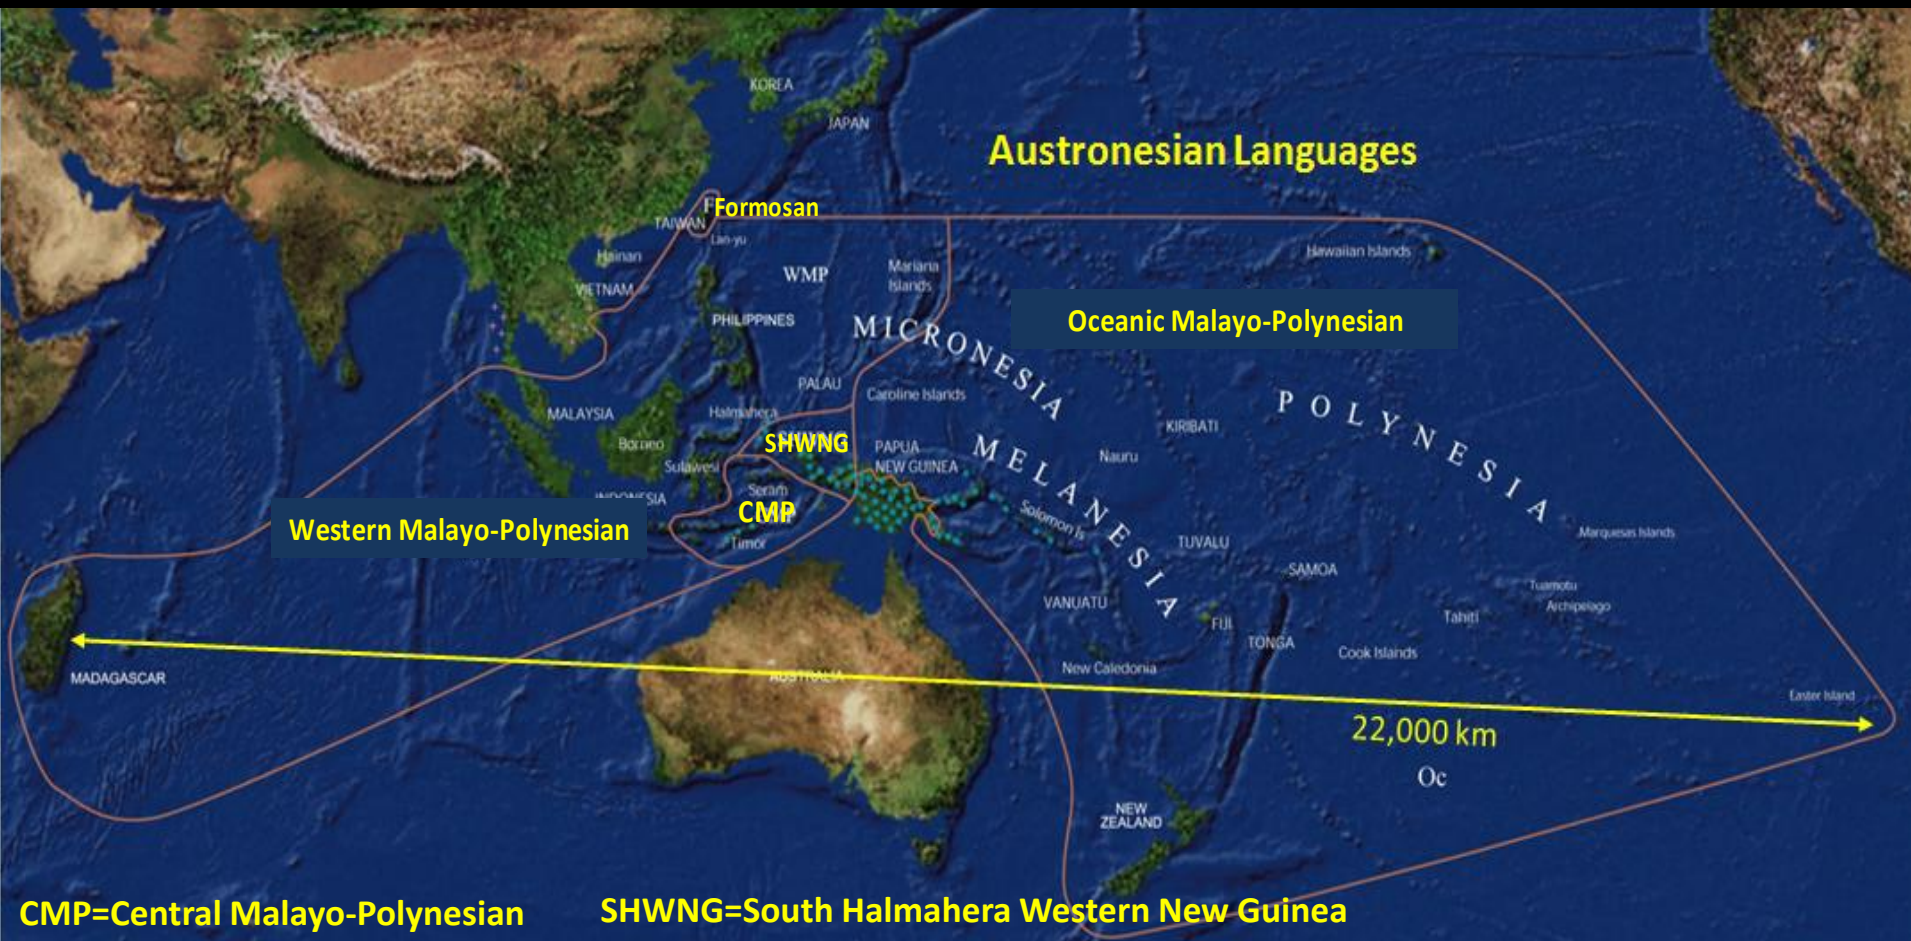 KOREA
JAPAN
Austronesian Languages
F
Formosan
TAIWAN
Lan-yu
Hainan
Hawaiian Islands
WMP
Mariana
Islands
VIETNAM
PHILIPPINES
MICRONESIA
Oceanic Malayo-Polynesian
PALAU
Caroline Islands
POLYNESIA
MALAYSIA
Halmahera
KIRIBATI
Borneo
SHWNG
PAPUA
NEW GUINEA
MELANESIA
Nauru
Sulawesi
Seram
INDONESIA
CMP
Solomon Is
Western Malayo-Polynesian
Timor
TUVALU
Marquesas Islands
SAMOA
Tuamotu
Archipelago
VANUATU
FIJI
Tahiti
TONGA
Cook Islands
New Caledonia
MADAGASCAR
AUSTRALIA
Easter Island
22,000 km
Oc
NEW
ZEALAND
CMP=Central Malayo-Polynesian
SHWNG=South Halmahera Western New Guinea